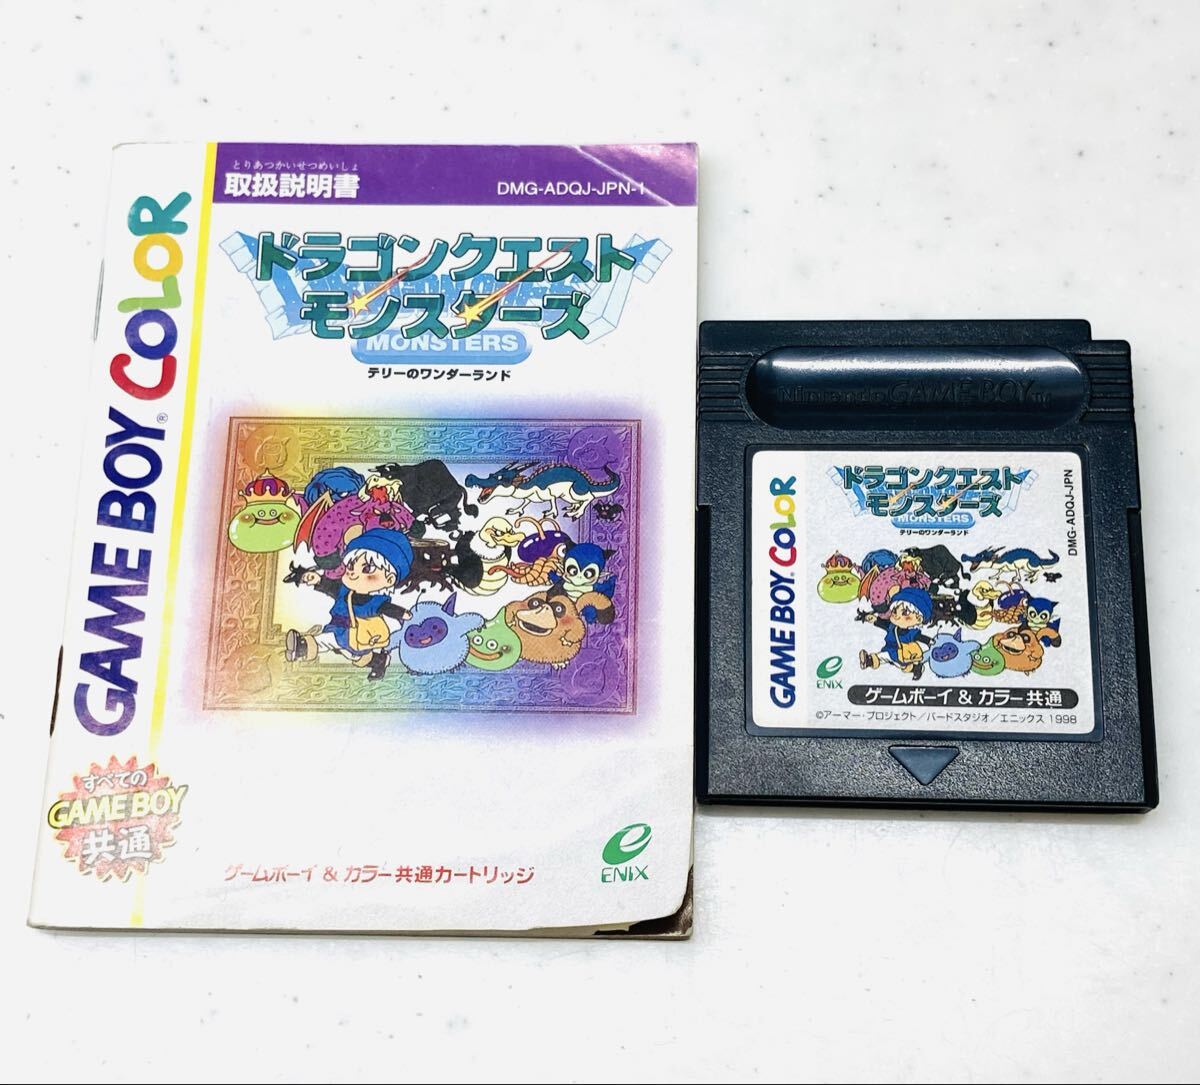 とりあつかいせつめいしょ
取扱説明書
DMG-ADQJ-JPN-1
GAME BOY COLOR
®
ドラゴンクエスト
モンスターズ
MONSTERS
テリーのワンダーランド
すべての
GAME BOY
共通
ゲームボーイ & カラー共通カートリッジ
ENIX
Nintendo GAME BOY TM
GAME BOY COLOR
ドラゴンクエスト
モンスターズ
MONSTERS
テリーのワンダーランド
DMG-ADQJ-JPN
ENIX
ゲームボーイ & カラー共通
©アーマー・プロジェクト/バードスタジオ/エニックス 1998